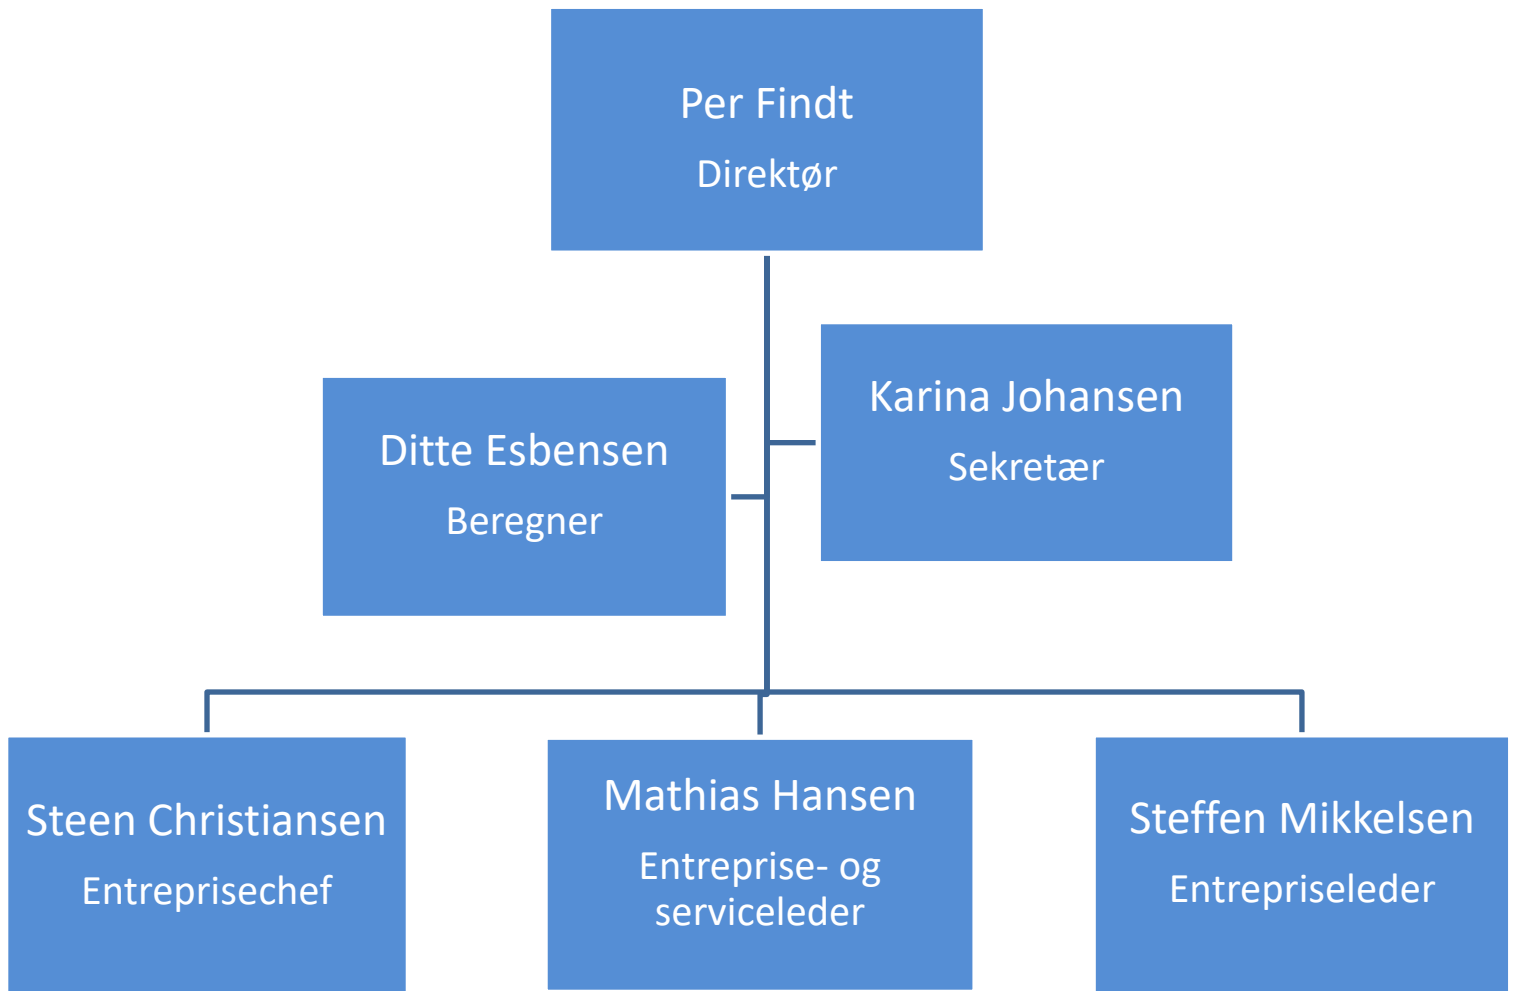 Per Findt
Direktør
Karina Johansen
Sekretær
Ditte Esbensen
Beregner
Steen Christiansen
Entreprisechef
Mathias Hansen
Entreprise- og
serviceleder
Steffen Mikkelsen
Entrepriseleder